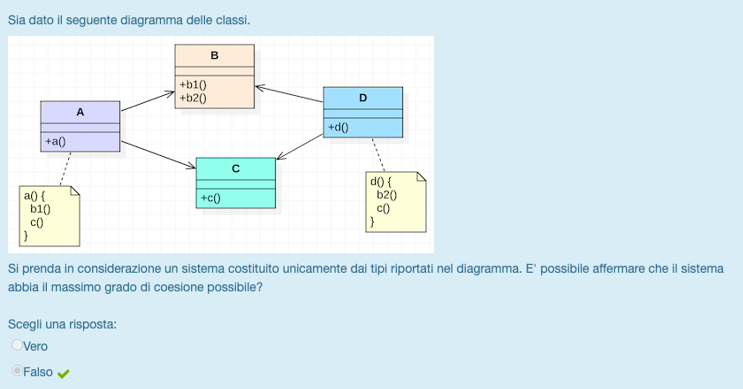 Sia dato il seguente diagramma delle classi.
B
+b1()
+b2()
A
+a()
D
+d()
C
+c()
a() {
b1()
c()
}
d() {
b2()
c()
}
Si prenda in considerazione un sistema costituito unicamente dai tipi riportati nel diagramma. E' possibile affermare che il sistema
abbia il massimo grado di coesione possibile?
Scegli una risposta:
Vero
Falso